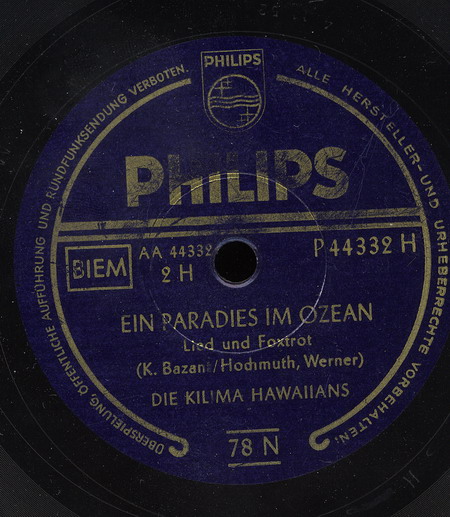 PHILIPS
ALLE HERSTELLER- UND URHEBERRECHTE VORBEHALTEN.
ÜBERSPIELUNG, ÖFFENTLICHE AUFFÜHRUNG UND RUNDFUNKSENDUNG VERBOTEN.
PHILIPS
BIEM
AA 44332
2 H
P 44332 H
EIN PARADIES IM OZEAN
Lied und Foxtrot
(K. Bazant/Hochmuth, Werner)
DIE KILIMA HAWAIIANS
78 N